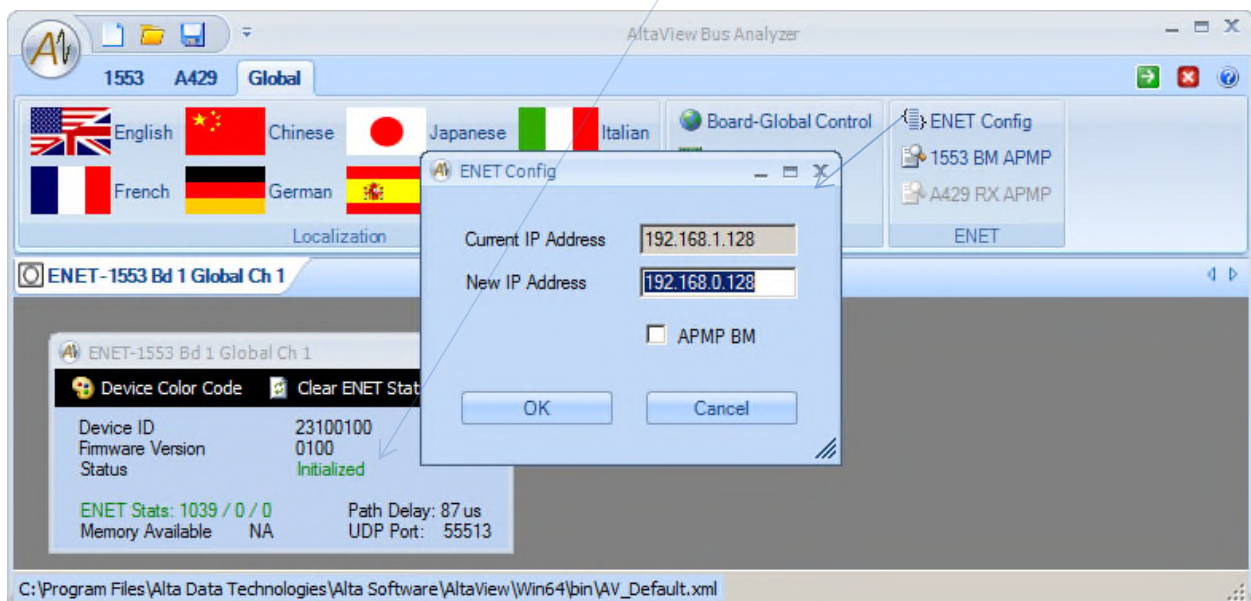 AltaView Bus Analyzer
1553 A429 Global
English Chinese Japanese Italian
French German
Localization
Board-Global Control
ENET Config
1553 BM APMP
A429 RX APMP
ENET
ENET-1553 Bd 1 Global Ch 1
ENET Config
Current IP Address 192.168.1.128
New IP Address 192.168.0.128
APMP BM
OK Cancel
ENET-1553 Bd 1 Global Ch 1
Device Color Code Clear ENET Stat
Device ID 23100100
Firmware Version 0100
Status Initialized
ENET Stats: 1039 / 0 / 0 Path Delay: 87 us
Memory Available NA UDP Port: 55513
C:\Program Files\Alta Data Technologies\Alta Software\AltaView\Win64\bin\AV_Default.xml